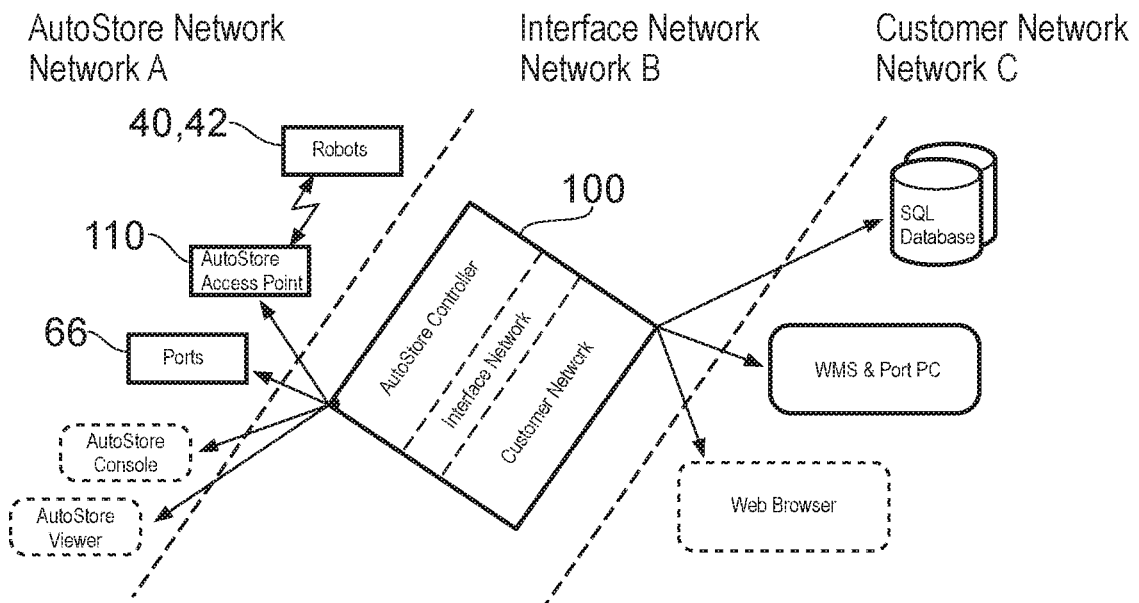 AutoStore Network
Network A
Interface Network
Network B
Customer Network
Network C
40,42
Robots
100
110
AutoStore
Access Point
SQL
Database
AutoStore Controller
Interface Network
Customer Network
66
Ports
WMS & Port PC
AutoStore
Console
Web Browser
AutoStore
Viewer